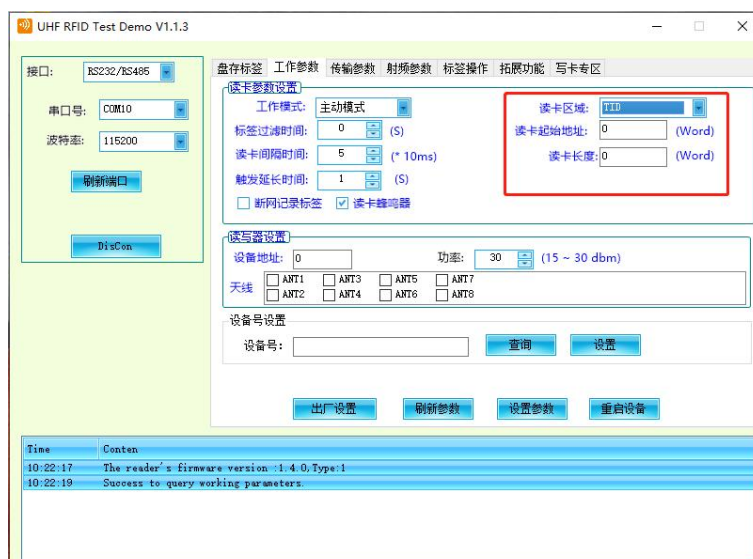 UHF RFID Test Demo V1.1.3
接口: RS232/RS485
串口号: COM10
波特率: 115200
刷新端口
DisCon
盘存标签 工作参数 传输参数 射频参数 标签操作 拓展功能 写卡专区
读卡参数设置
工作模式: 主动模式
标签过滤时间: 0 (S)
读卡间隔时间: 5 (* 10ms)
触发延长时间: 1 (S)
断网记录标签 读卡蜂鸣器
读卡区域: TID
读卡起始地址: 0 (Word)
读卡长度: 0 (Word)
读写器设置
设备地址: 0 功率: 30 (15 ~ 30 dbm)
天线 ANT1 ANT3 ANT5 ANT7
ANT2 ANT4 ANT6 ANT8
设备号设置
设备号: 查询 设置
出厂设置 刷新参数 设置参数 重启设备
Time Conten
10:22:17 The reader's firmware version :1.4.0,Type:1
10:22:19 Success to query working parameters.